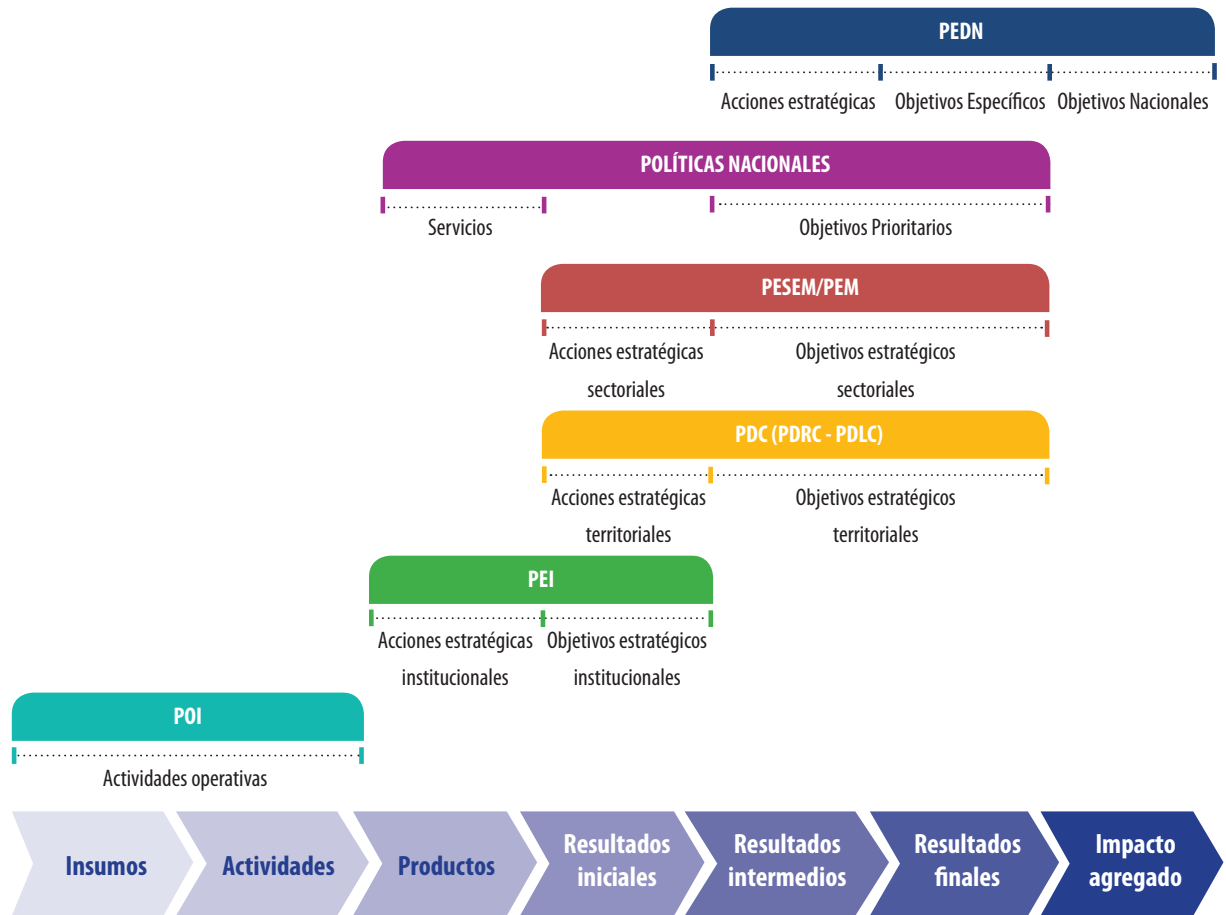 PEDN
Acciones estratégicas Objetivos Específicos Objetivos Nacionales
POLÍTICAS NACIONALES
Servicios Objetivos Prioritarios
PESEM/PEM
Acciones estratégicas
sectoriales
Objetivos estratégicos
sectoriales
PDC (PDRC - PDLC)
Acciones estratégicas
territoriales
Objetivos estratégicos
territoriales
PEI
Acciones estratégicas
institucionales
Objetivos estratégicos
institucionales
POI
Actividades operativas
Insumos
Actividades
Productos
Resultados
iniciales
Resultados
intermedios
Resultados
finales
Impacto
agregado